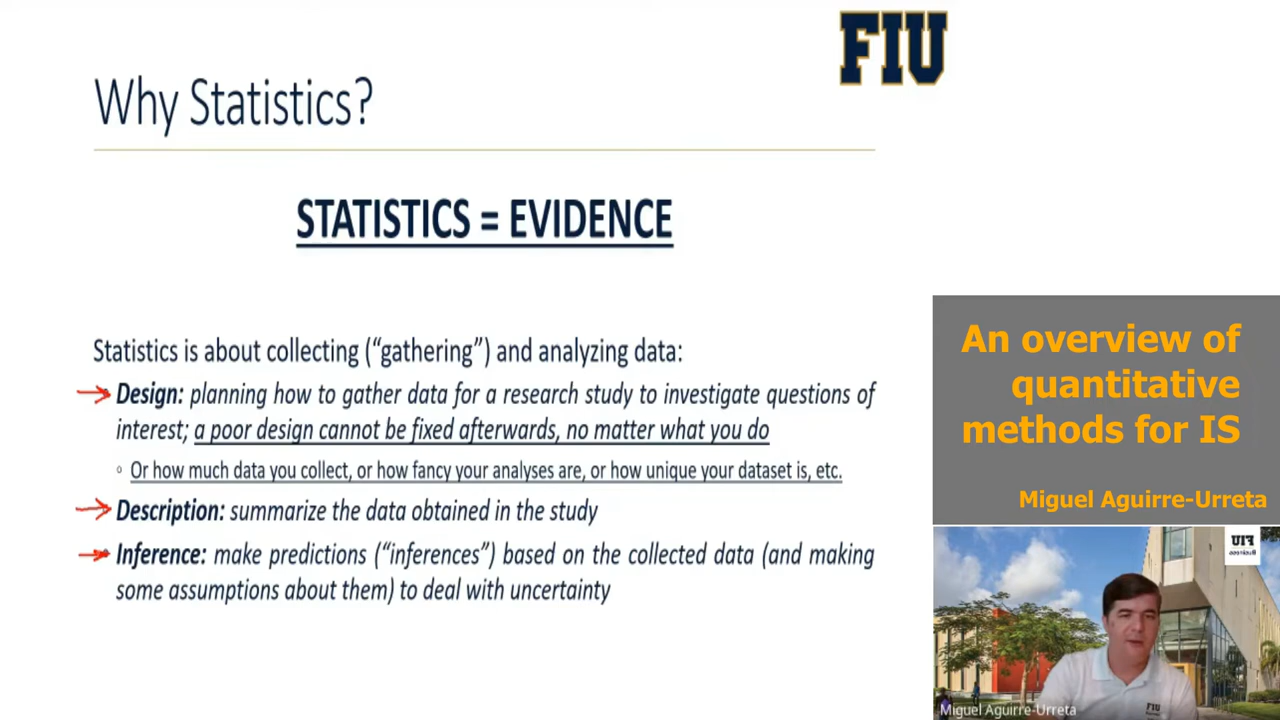 FIU
Why Statistics?
STATISTICS = EVIDENCE
Statistics is about collecting (“gathering”) and analyzing data:
Design: planning how to gather data for a research study to investigate questions of
interest; a poor design cannot be fixed afterwards, no matter what you do
Or how much data you collect, or how fancy your analyses are, or how unique your dataset is, etc.
Description: summarize the data obtained in the study
Inference: make predictions (“inferences”) based on the collected data (and making
some assumptions about them) to deal with uncertainty
An overview of
quantitative
methods for IS
Miguel Aguirre-Urreta
FIU
Business
FIU
Miguel Aguirre-Urreta